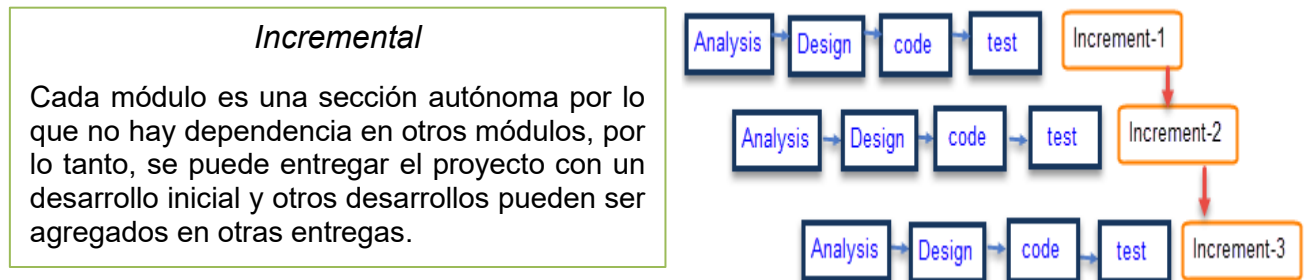 Incremental
Cada módulo es una sección autónoma por lo
que no hay dependencia en otros módulos, por
lo tanto, se puede entregar el proyecto con un
desarrollo inicial y otros desarrollos pueden ser
agregados en otras entregas.
Analysis Design code test Increment-1
Analysis Design code test Increment-2
Analysis Design code test Increment-3